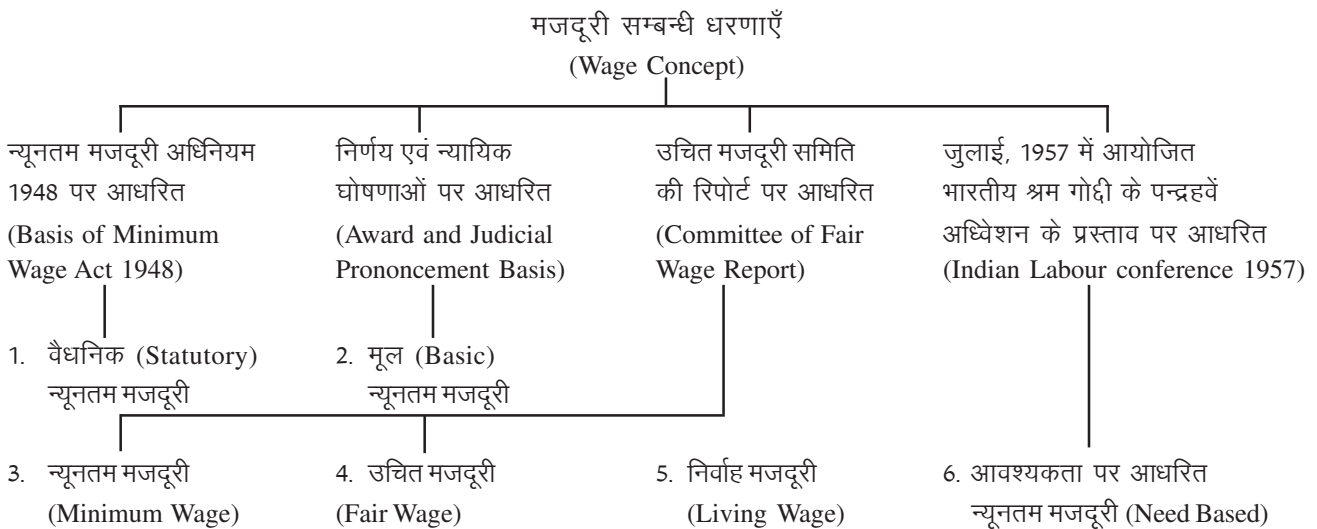 मजदूरी सम्बन्धी धरणाएँ
(Wage Concept)
न्यूनतम मजदूरी अधिनियम
1948 पर आधरित
(Basis of Minimum
Wage Act 1948)
निर्णय एवं न्यायिक
घोषणाओं पर आधरित
(Award and Judicial
Prononcement Basis)
उचित मजदूरी समिति
की रिपोर्ट पर आधरित
(Committee of Fair
Wage Report)
जुलाई, 1957 में आयोजित
भारतीय श्रम गोद्दी के पन्द्रहवें
अध्विेशन के प्रस्ताव पर आधरित
(Indian Labour conference 1957)
1. वैधनिक (Statutory)
न्यूनतम मजदूरी
2. मूल (Basic)
न्यूनतम मजदूरी
3. न्यूनतम मजदूरी
(Minimum Wage)
4. उचित मजदूरी
(Fair Wage)
5. निर्वाह मजदूरी
(Living Wage)
6. आवश्यकता पर आधरित
न्यूनतम मजदूरी (Need Based)